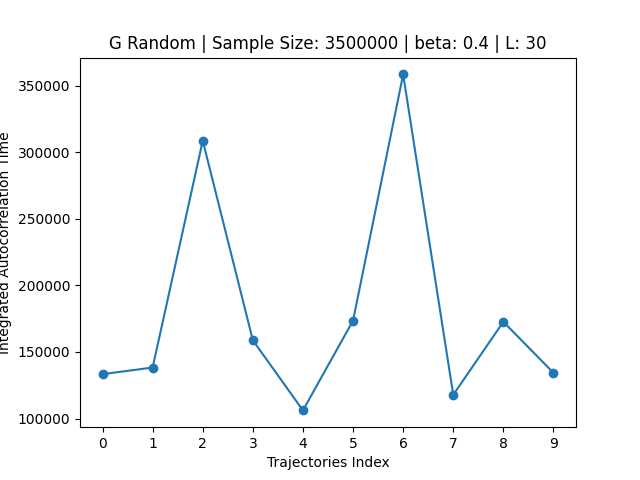 G Random | Sample Size: 3500000 | beta: 0.4 | L: 30
Integrated Autocorrelation Time
350000
300000
250000
200000
150000
100000
0 1 2 3 4 5 6 7 8 9
Trajectories Index